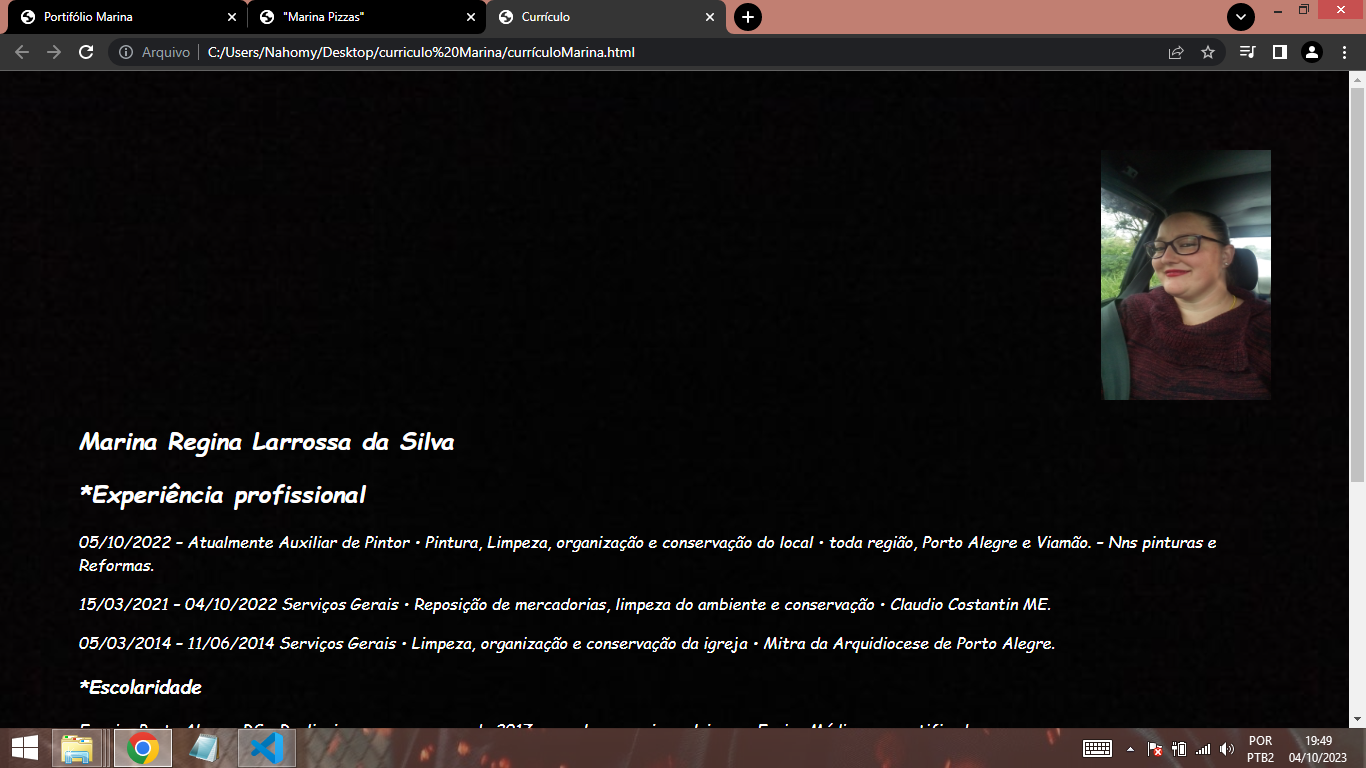 Portifólio Marina
"Marina Pizzas"
Currículo
Arquivo
C:/Users/Nahomy/Desktop/curriculo%20Marina/currículoMarina.html
Marina Regina Larrossa da Silva
*Experiência profissional
05/10/2022 – Atualmente Auxiliar de Pintor • Pintura, Limpeza, organização e conservação do local • toda região, Porto Alegre e Viamão. – Nns pinturas e
Reformas.
15/03/2021 – 04/10/2022 Serviços Gerais • Reposição de mercadorias, limpeza do ambiente e conservação • Claudio Costantin ME.
05/03/2014 – 11/06/2014 Serviços Gerais • Limpeza, organização e conservação da igreja • Mitra da Arquidiocese de Porto Alegre.
*Escolaridade
POR
PTB2
19:49
04/10/2023